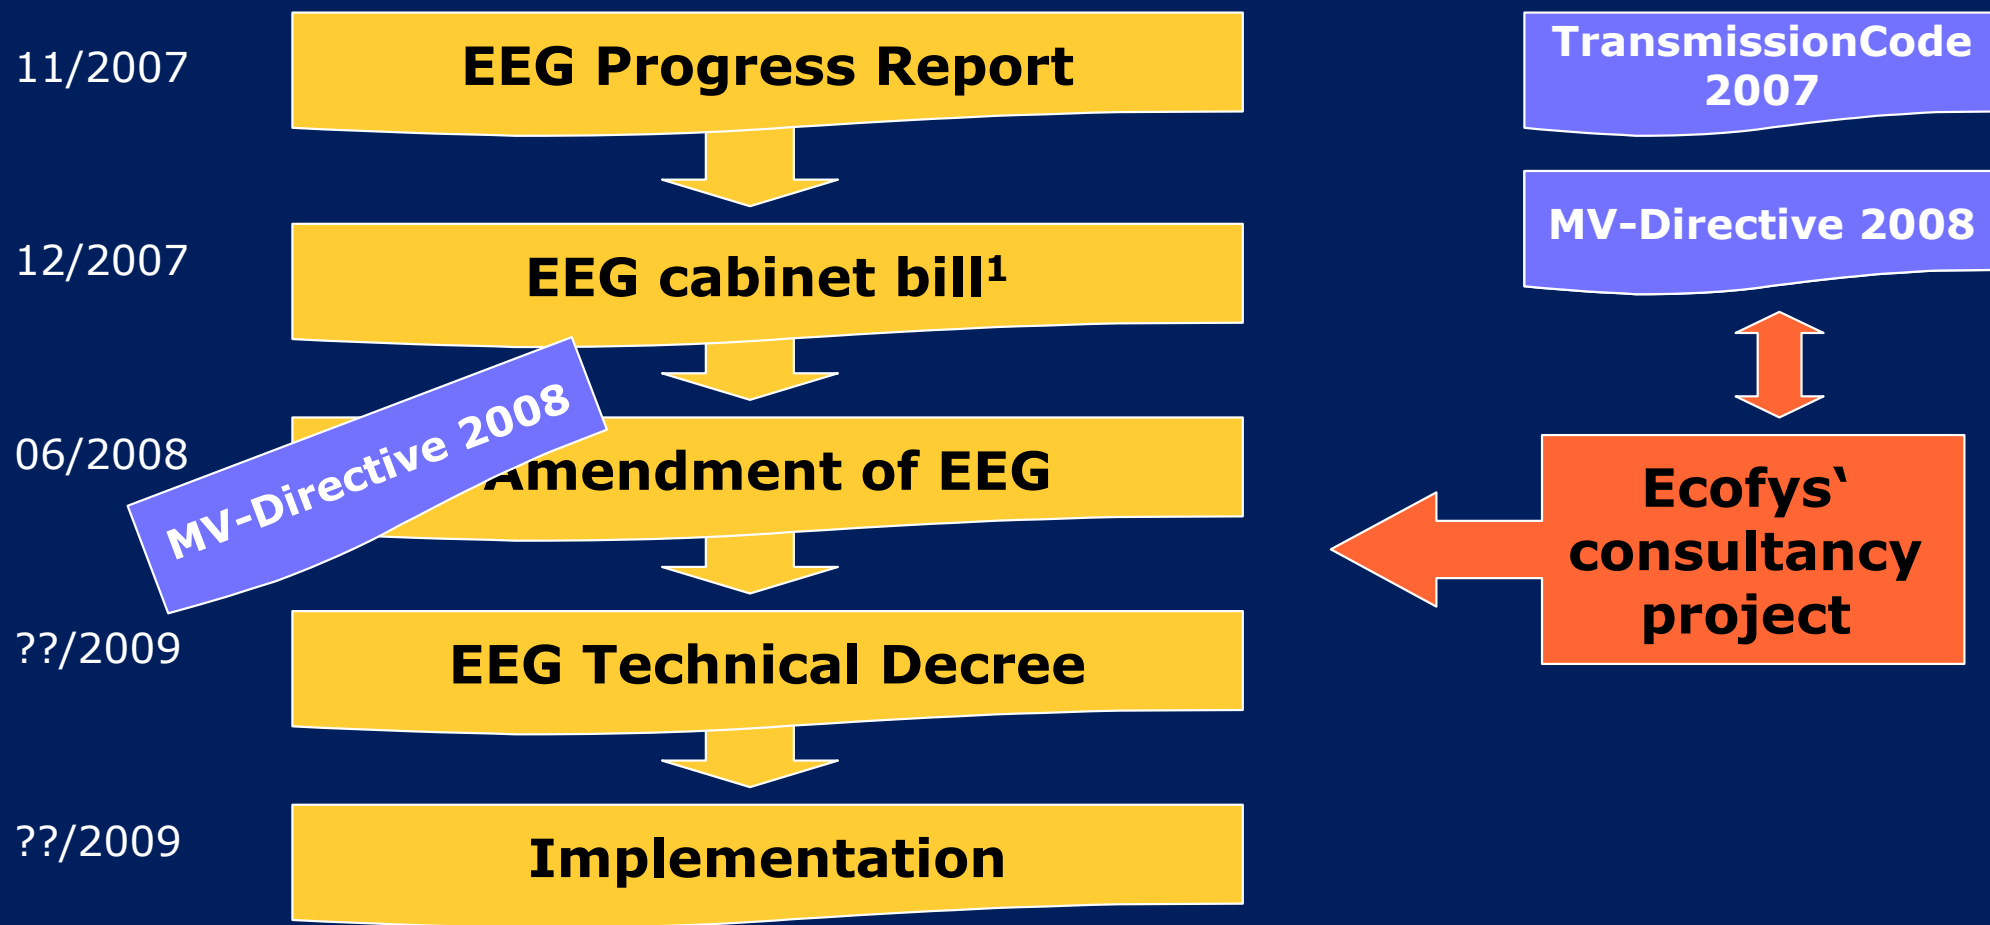 11/2007
EEG Progress Report
12/2007
EEG cabinet bill¹
MV-Directive 2008
06/2008
Amendment of EEG
??/2009
EEG Technical Decree
??/2009
Implementation
TransmissionCode
2007
MV-Directive 2008
Ecofys‘
consultancy
project